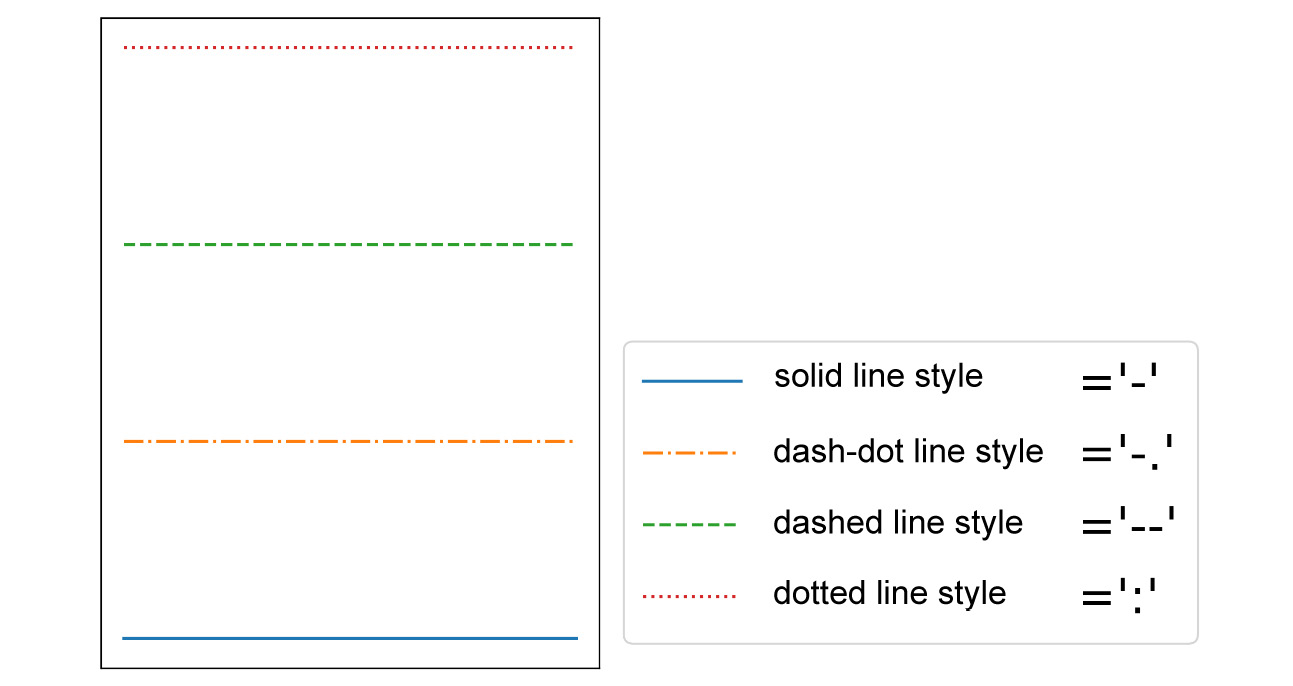 solid line style ='-'
dash-dot line style ='-.'
dashed line style ='--'
dotted line style =':'